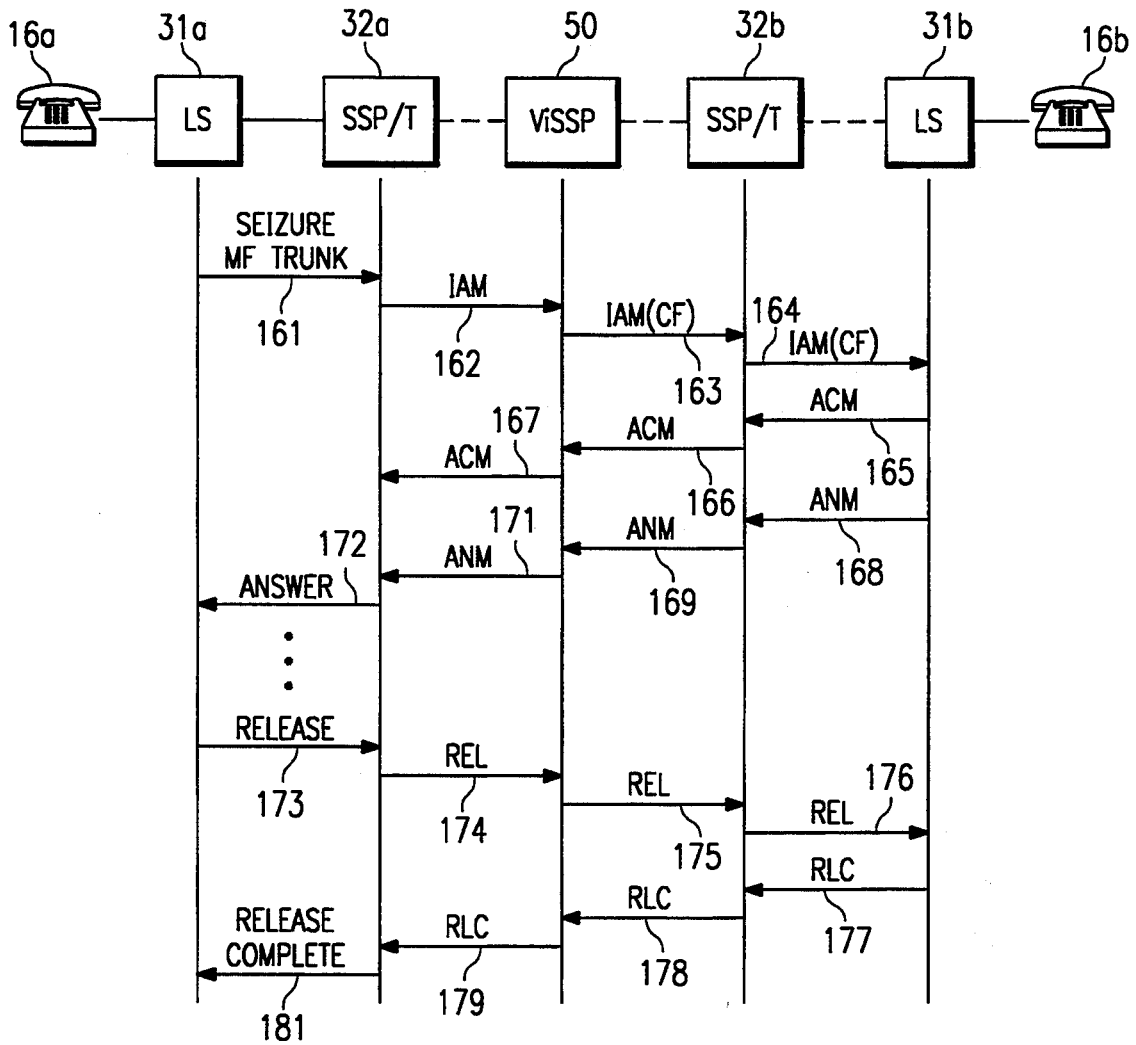 16a
31a
32a
50
32b
31b
16b
LS
SSP/T
ViSSP
SSP/T
LS
SEIZURE
MF TRUNK
161
IAM
162
IAM(CF)
163
164
IAM(CF)
ACM
165
ACM
166
167
ACM
ANM
168
ANM
169
171
ANM
172
ANSWER
RELEASE
173
REL
174
REL
175
176
REL
RLC
177
RLC
178
RLC
179
RELEASE
COMPLETE
181